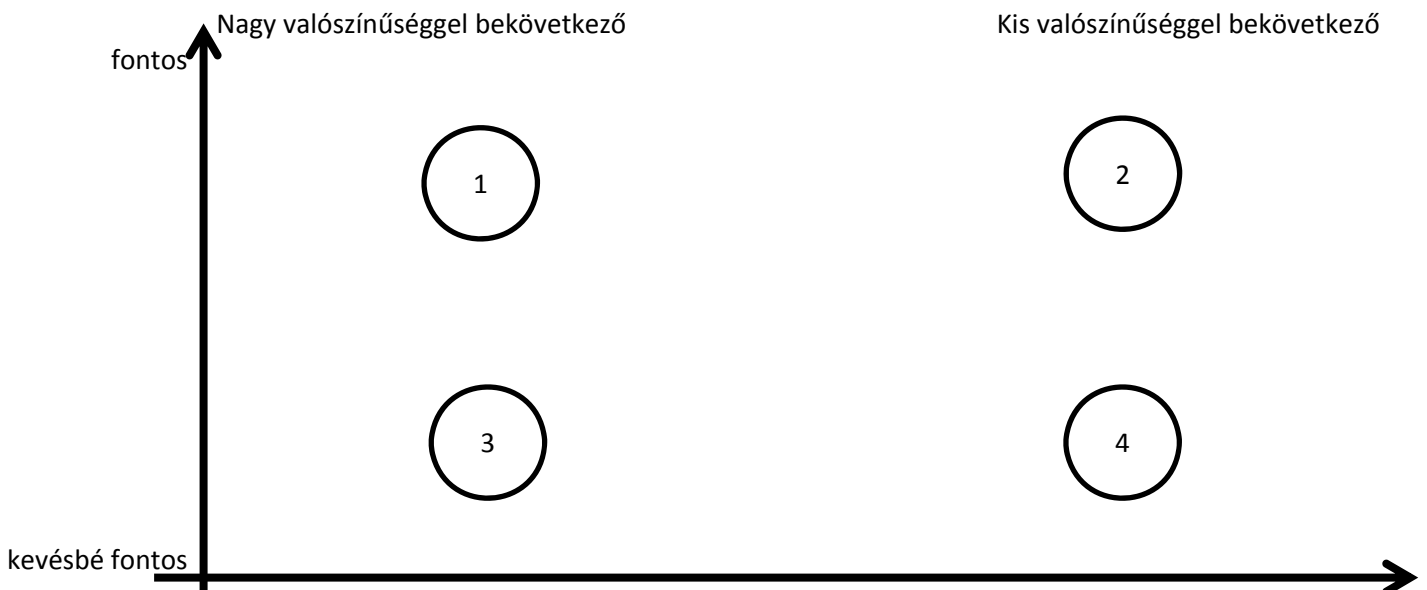 Nagy valószínűséggel bekövetkező
Kis valószínűséggel bekövetkező
fontos
1
2
3
4
kevésbé fontos